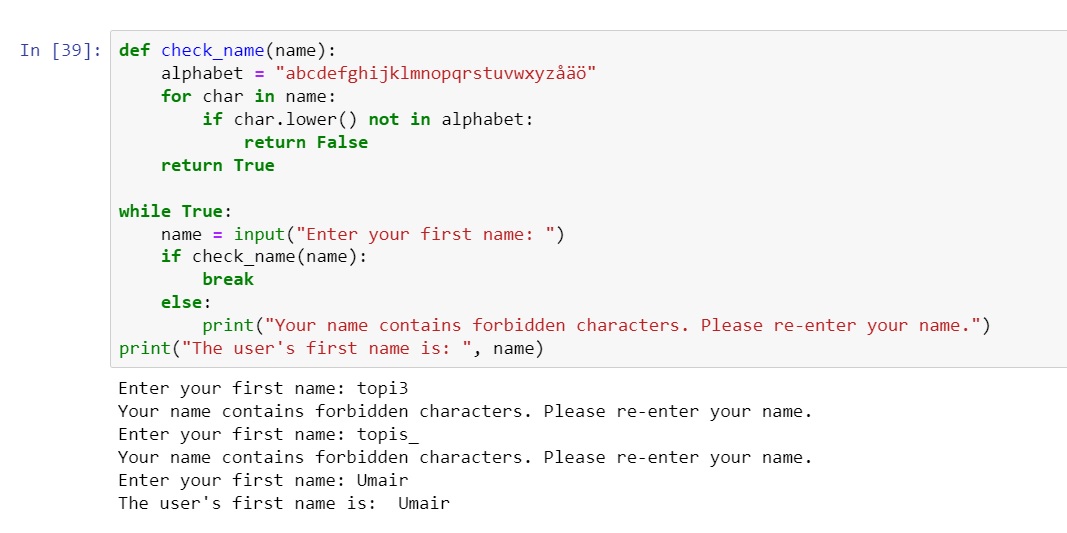 In [39]: def check_name(name):
    alphabet = "abcdefghijklmnopqrstuvwxyzåäö"
    for char in name:
        if char.lower() not in alphabet:
            return False
    return True
while True:
    name = input("Enter your first name: ")
    if check_name(name):
        break
    else:
        print("Your name contains forbidden characters. Please re-enter your name.")
print("The user's first name is: ", name)
Enter your first name: topi3
Your name contains forbidden characters. Please re-enter your name.
Enter your first name: topis_
Your name contains forbidden characters. Please re-enter your name.
Enter your first name: Umair
The user's first name is:  Umair